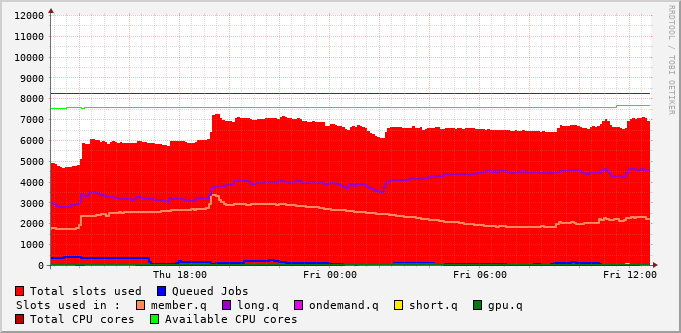 12000
11000
10000
9000
8000
7000
6000
5000
4000
3000
2000
1000
0
Thu 18:00 Fri 00:00 Fri 06:00 Fri 12:00
Total slots used Queued Jobs
Slots used in : member.q long.q ondemand.q short.q gpu.q
Total CPU cores Available CPU cores
RRDTOOL / TOBI OETIKER